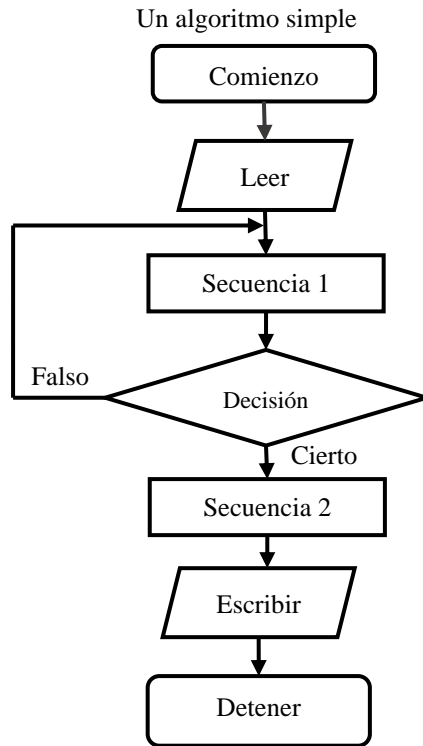 Un algoritmo simple
Comienzo
Leer
Secuencia 1
Falso
Decisión
Cierto
Secuencia 2
Escribir
Detener